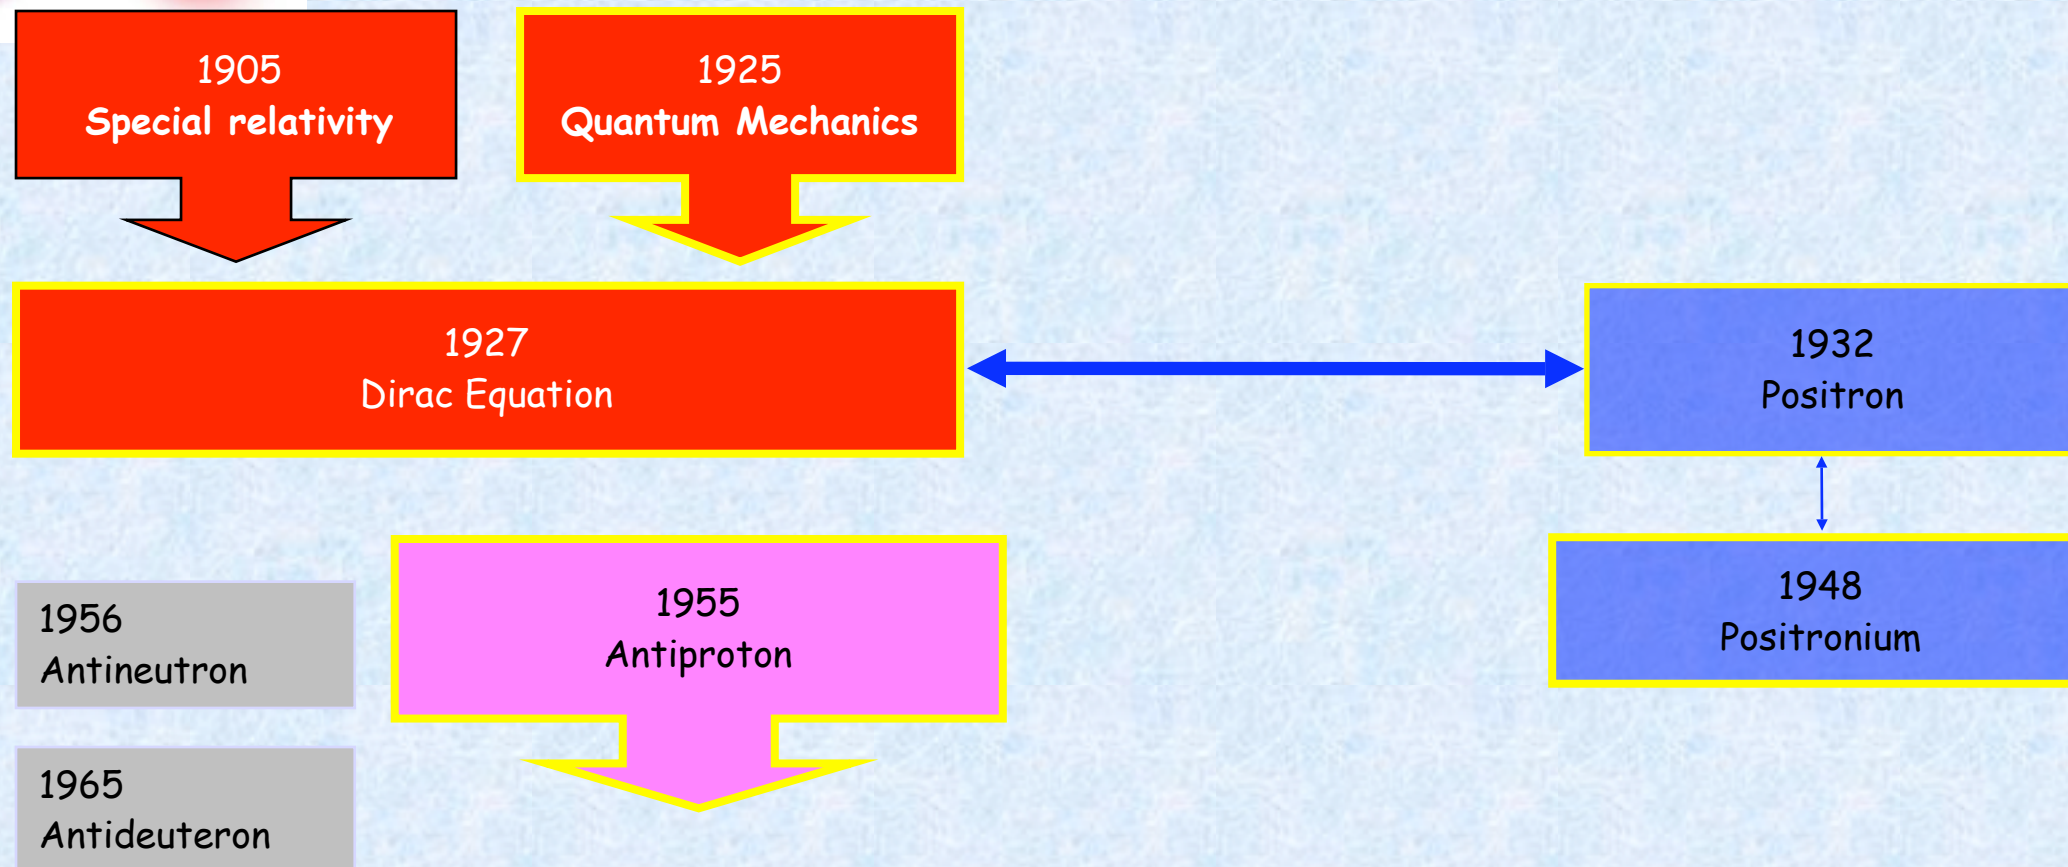 1905
Special relativity
1925
Quantum Mechanics
1927
Dirac Equation
1932
Positron
1948
Positronium
1955
Antiproton
1956
Antineutron
1965
Antideuteron